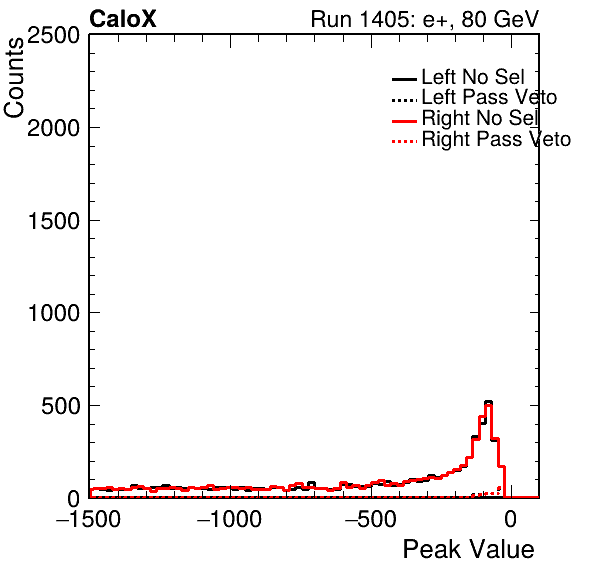 CaloX Run 1405: e+, 80 GeV
Counts
2500
2000
1500
1000
500
0
Left No Sel
Left Pass Veto
Right No Sel
Right Pass Veto
−1500 −1000 −500 0
Peak Value